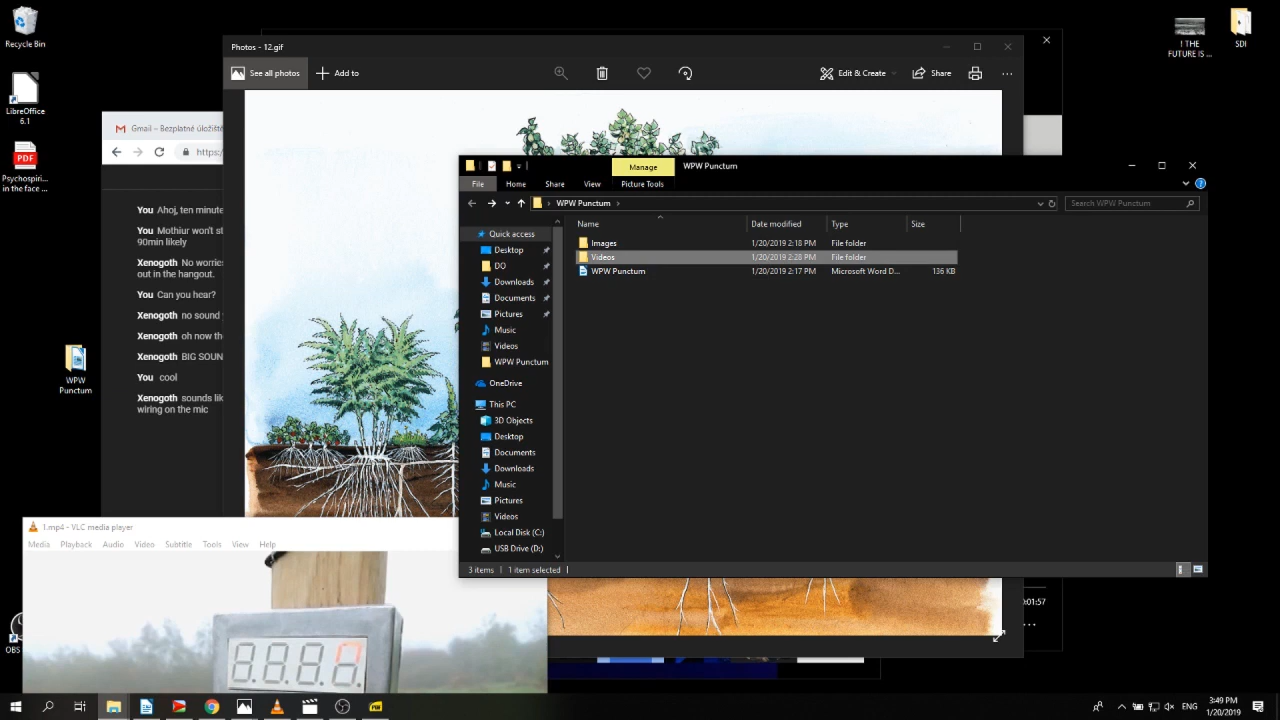 Recycle Bin
LibreOffice
6.1
PDF
Psychospiri...
in the face ...
WPW
Punctum
OBS
! THE
FUTURE IS ...
SDI
Photos - 12.gif
See all photos
Add to
Edit & Create
Share
Gmail – Bezplatné úložiště
https:/
You Ahoj, ten minute
You Mothiur won't st
90min likely
Xenogoth No worries
out in the hangout.
You Can you hear?
Xenogoth no sound
Xenogoth oh now th
Xenogoth BIG SOUN
You cool
Xenogoth sounds lik
wiring on the mic
Manage
WPW Punctum
File
Home
Share
View
Picture Tools
WPW Punctum
Search WPW Punctum
Name
Date modified
Type
Size
Images 1/20/2019 2:18 PM File folder
Videos 1/20/2019 2:28 PM File folder
WPW Punctum 1/20/2019 2:17 PM Microsoft Word D... 136 KB
Quick access
Desktop
DO
Downloads
Documents
Pictures
Music
Videos
WPW Punctum
OneDrive
This PC
3D Objects
Desktop
Documents
Downloads
Music
Pictures
Videos
Local Disk (C:)
USB Drive (D:)
3 items
1 item selected
1.mp4 - VLC media player
Media Playback Audio Video Subtitle Tools View Help
:01:57
ENG
3:49 PM
1/20/2019